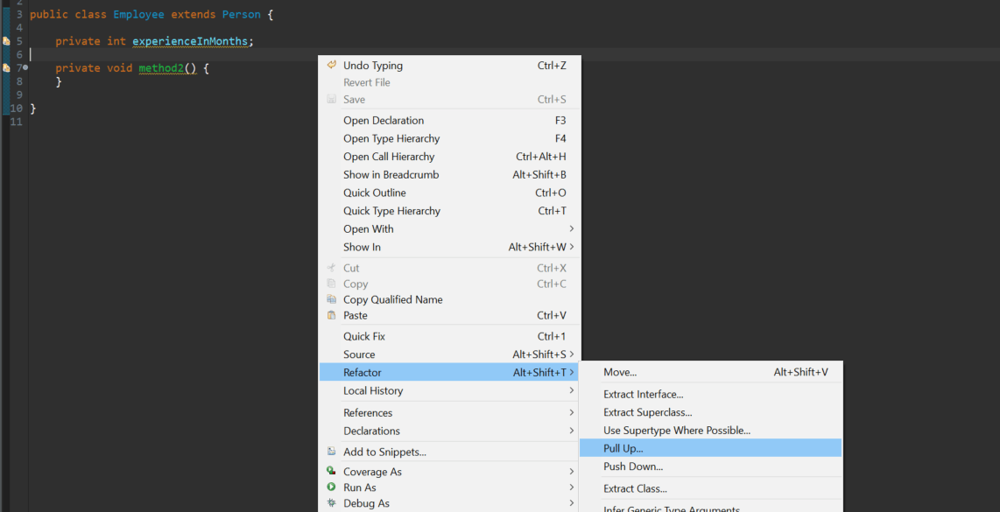 2
3 public class Employee extends Person {
4
5 private int experienceInMonths;
6
7 private void method2() {
8 }
9
10 }
11
Undo Typing Ctrl+Z
Revert File
Save Ctrl+S
Open Declaration F3
Open Type Hierarchy F4
Open Call Hierarchy Ctrl+Alt+H
Show in Breadcrumb Alt+Shift+B
Quick Outline Ctrl+O
Quick Type Hierarchy Ctrl+T
Open With >
Show In Alt+Shift+W >
Cut Ctrl+X
Copy Ctrl+C
Copy Qualified Name
Paste Ctrl+V
Quick Fix Ctrl+1
Source Alt+Shift+S >
Refactor Alt+Shift+T >
Local History >
References >
Declarations >
Add to Snippets...
Coverage As >
Run As >
Debug As >
Move... Alt+Shift+V
Extract Interface...
Extract Superclass...
Use Supertype Where Possible...
Pull Up...
Push Down...
Extract Class...
Infer Generic Type Arguments